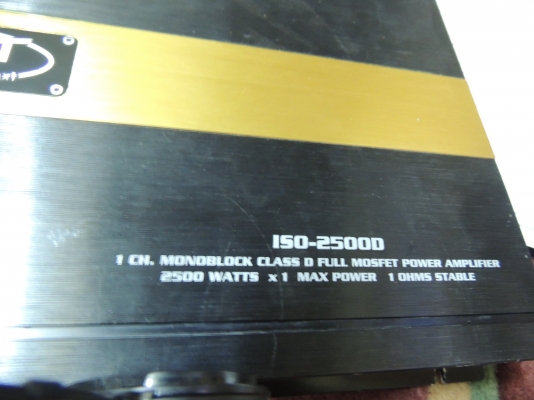 T
ISO-2500D
1 CH. MONOBLOCK CLASS D FULL MOSFET POWER AMPLIFIER
2500 WATTS x 1 MAX POWER 1 OHMS STABLE